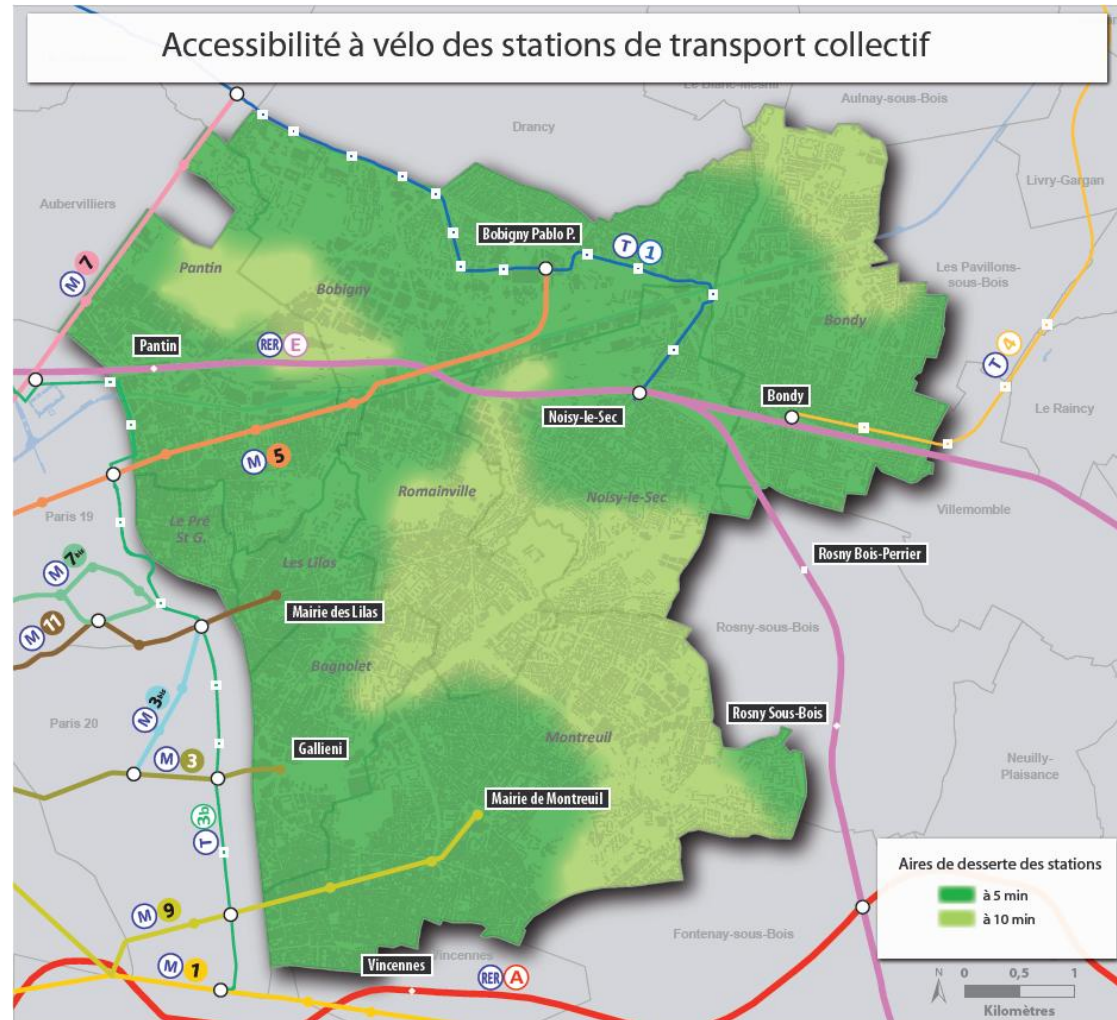 Accessibilité à vélo des stations de transport collectif
Le Blanc-Mesnil
Aulnay-sous-Bois
Drancy
Livry-Gargan
Aubervilliers
Bobigny Pablo P.
T 1
M 7
Pantin
Bobigny
Les Pavillons-
sous-Bois
Bondy
Pantin
RER E
T 4
Noisy-le-Sec
Bondy
Le Raincy
M 5
Romainville
Noisy-le-Sec
Paris 19
Le Pré
St G.
Villemomble
M 7bis
Les Lilas
Rosny Bois-Perrier
M 11
Mairie des Lilas
Rosny-sous-Bois
Bagnolet
M 3bis
Paris 20
Rosny Sous-Bois
Montreuil
Gallieni
M 3
Neuilly-
Plaisance
Mairie de Montreuil
T 3b
Aires de desserte des stations
à 5 min
à 10 min
M 9
Fontenay-sous-Bois
Vincennes
M 1
Vincennes
RER A
N 0 0,5 1
Kilomètres